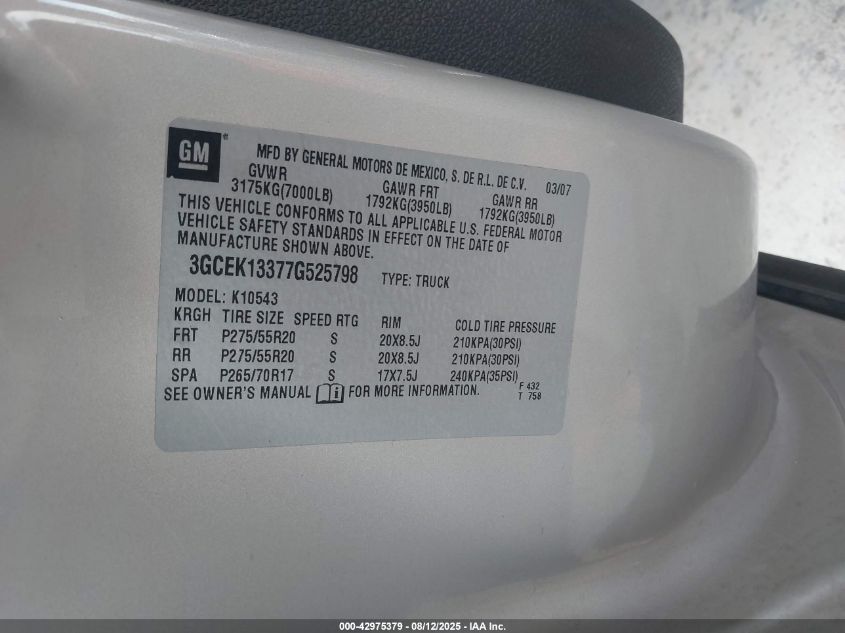 GM
MFD BY GENERAL MOTORS DE MEXICO, S. DE R.L. DE C.V. 03/07
GVWR GAWR FRT GAWR RR
3175KG(7000LB) 1792KG(3950LB) 1792KG(3950LB)
THIS VEHICLE CONFORMS TO ALL APPLICABLE U.S. FEDERAL MOTOR
VEHICLE SAFETY STANDARDS IN EFFECT ON THE DATE OF
MANUFACTURE SHOWN ABOVE.
3GCEK13377G525798 TYPE: TRUCK
MODEL: K10543
KRGH TIRE SIZE SPEED RTG RIM COLD TIRE PRESSURE
FRT P275/55R20 S 20X8.5J 210KPA(30PSI)
RR P275/55R20 S 20X8.5J 210KPA(30PSI)
SPA P265/70R17 S 17X7.5J 240KPA(35PSI)
SEE OWNER'S MANUAL FOR MORE INFORMATION. F 432
T 758
000-42975379 - 08/12/2025 - IAA Inc.